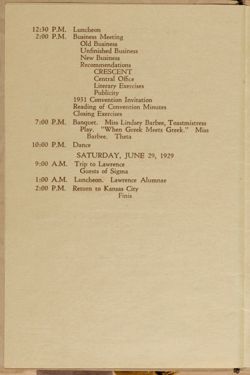 12:30 P.M. Luncheon
2:00 P.M. Business Meeting
Old Business
Unfinished Business
New Business
Recommendations
CRESCENT
Central Office
Literary Exercises
Publicity
1931 Convention Invitation
Reading of Convention Minutes
Closing Exercises
7:00 P.M. Banquet. Miss Lindsey Barbee, Toastmistress
Play. "When Greek Meets Greek." Miss
Barbee. Theta
10:00 P.M. Dance
SATURDAY, JUNE 29, 1929
9:00 A.M. Trip to Lawrence
Guests of Sigma
1:00 A.M. Luncheon. Lawrence Alumnae
2:00 P.M. Return to Kansas City
Finis